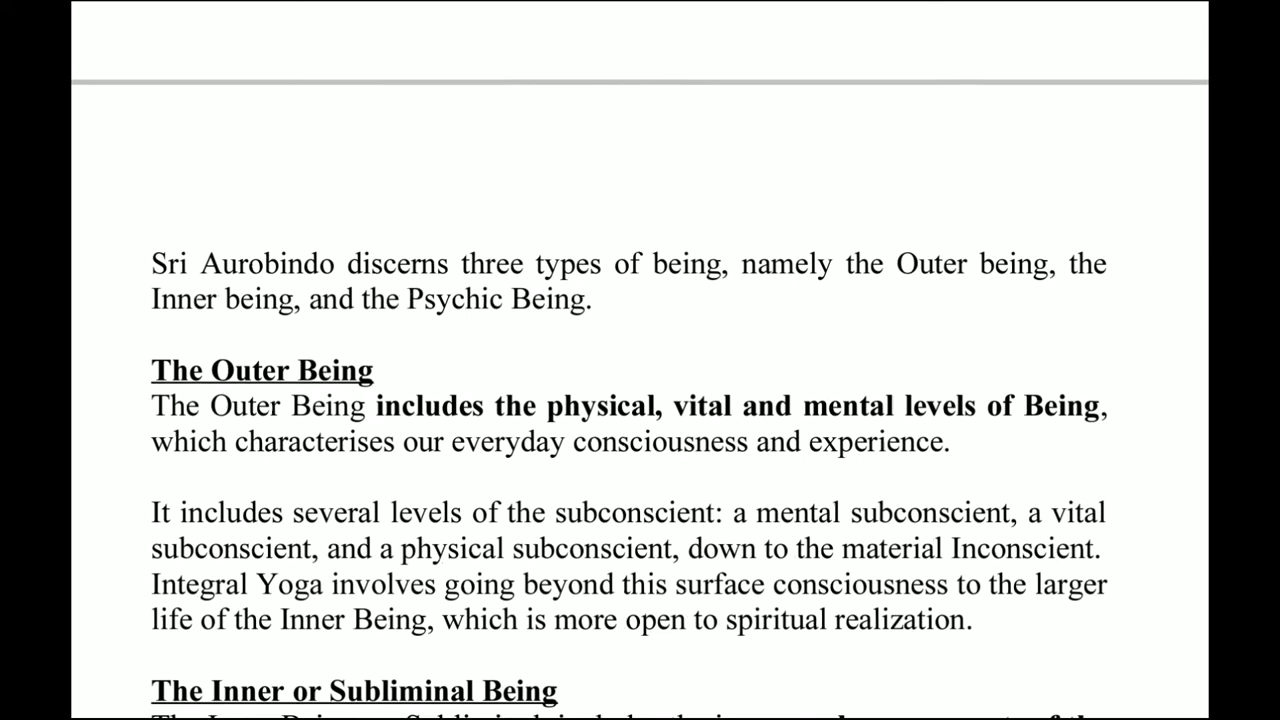 Sri Aurobindo discerns three types of being, namely the Outer being, the
Inner being, and the Psychic Being.
The Outer Being
The Outer Being includes the physical, vital and mental levels of Being,
which characterises our everyday consciousness and experience.
It includes several levels of the subconscient: a mental subconscient, a vital
subconscient, and a physical subconscient, down to the material Inconscient.
Integral Yoga involves going beyond this surface consciousness to the larger
life of the Inner Being, which is more open to spiritual realization.
The Inner or Subliminal Being